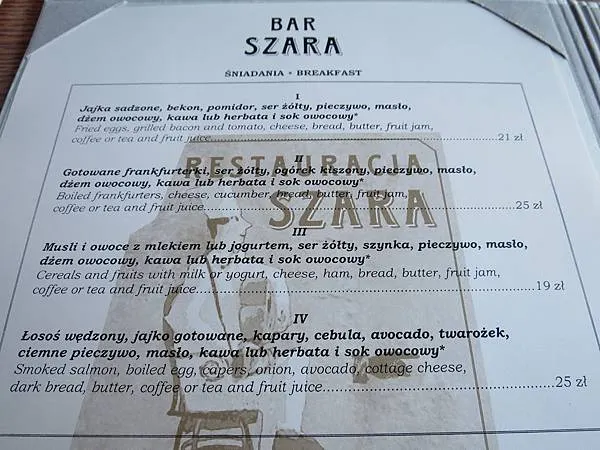 BAR
SZARA
ŚNIADANIA • BREAKFAST
I
Jajka sadzone, bekon, pomidor, ser żółty, pieczywo, masło,
dżem owocowy, kawa lub herbata i sok owocowy*
Fried eggs, grilled bacon and tomato, cheese, bread, butter, fruit jam,
coffee or tea and fruit juice....................21 zł
RESTAURACJA
SZARA
II
Gotowane frankfurterki, ser żółty, ogórek kiszony, pieczywo, masło,
dżem owocowy, kawa lub herbata i sok owocowy*
Boiled frankfurters, cheese, cucumber, bread, butter, fruit jam,
coffee or tea and fruit juice....................25 zł
III
Musli i owoce z mlekiem lub jogurtem, ser żółty, szynka, pieczywo, masło,
dżem owocowy, kawa lub herbata i sok owocowy*
Cereals and fruits with milk or yogurt, cheese, ham, bread, butter, fruit jam,
coffee or tea and fruit juice....................19 zł
IV
Łosoś wędzony, jajko gotowane, kapary, cebula, avocado, twarożek,
ciemne pieczywo, masło, kawa lub herbata i sok owocowy*
Smoked salmon, boiled egg, capers, onion, avocado, cottage cheese,
dark bread, butter, coffee or tea and fruit juice....................25 zł